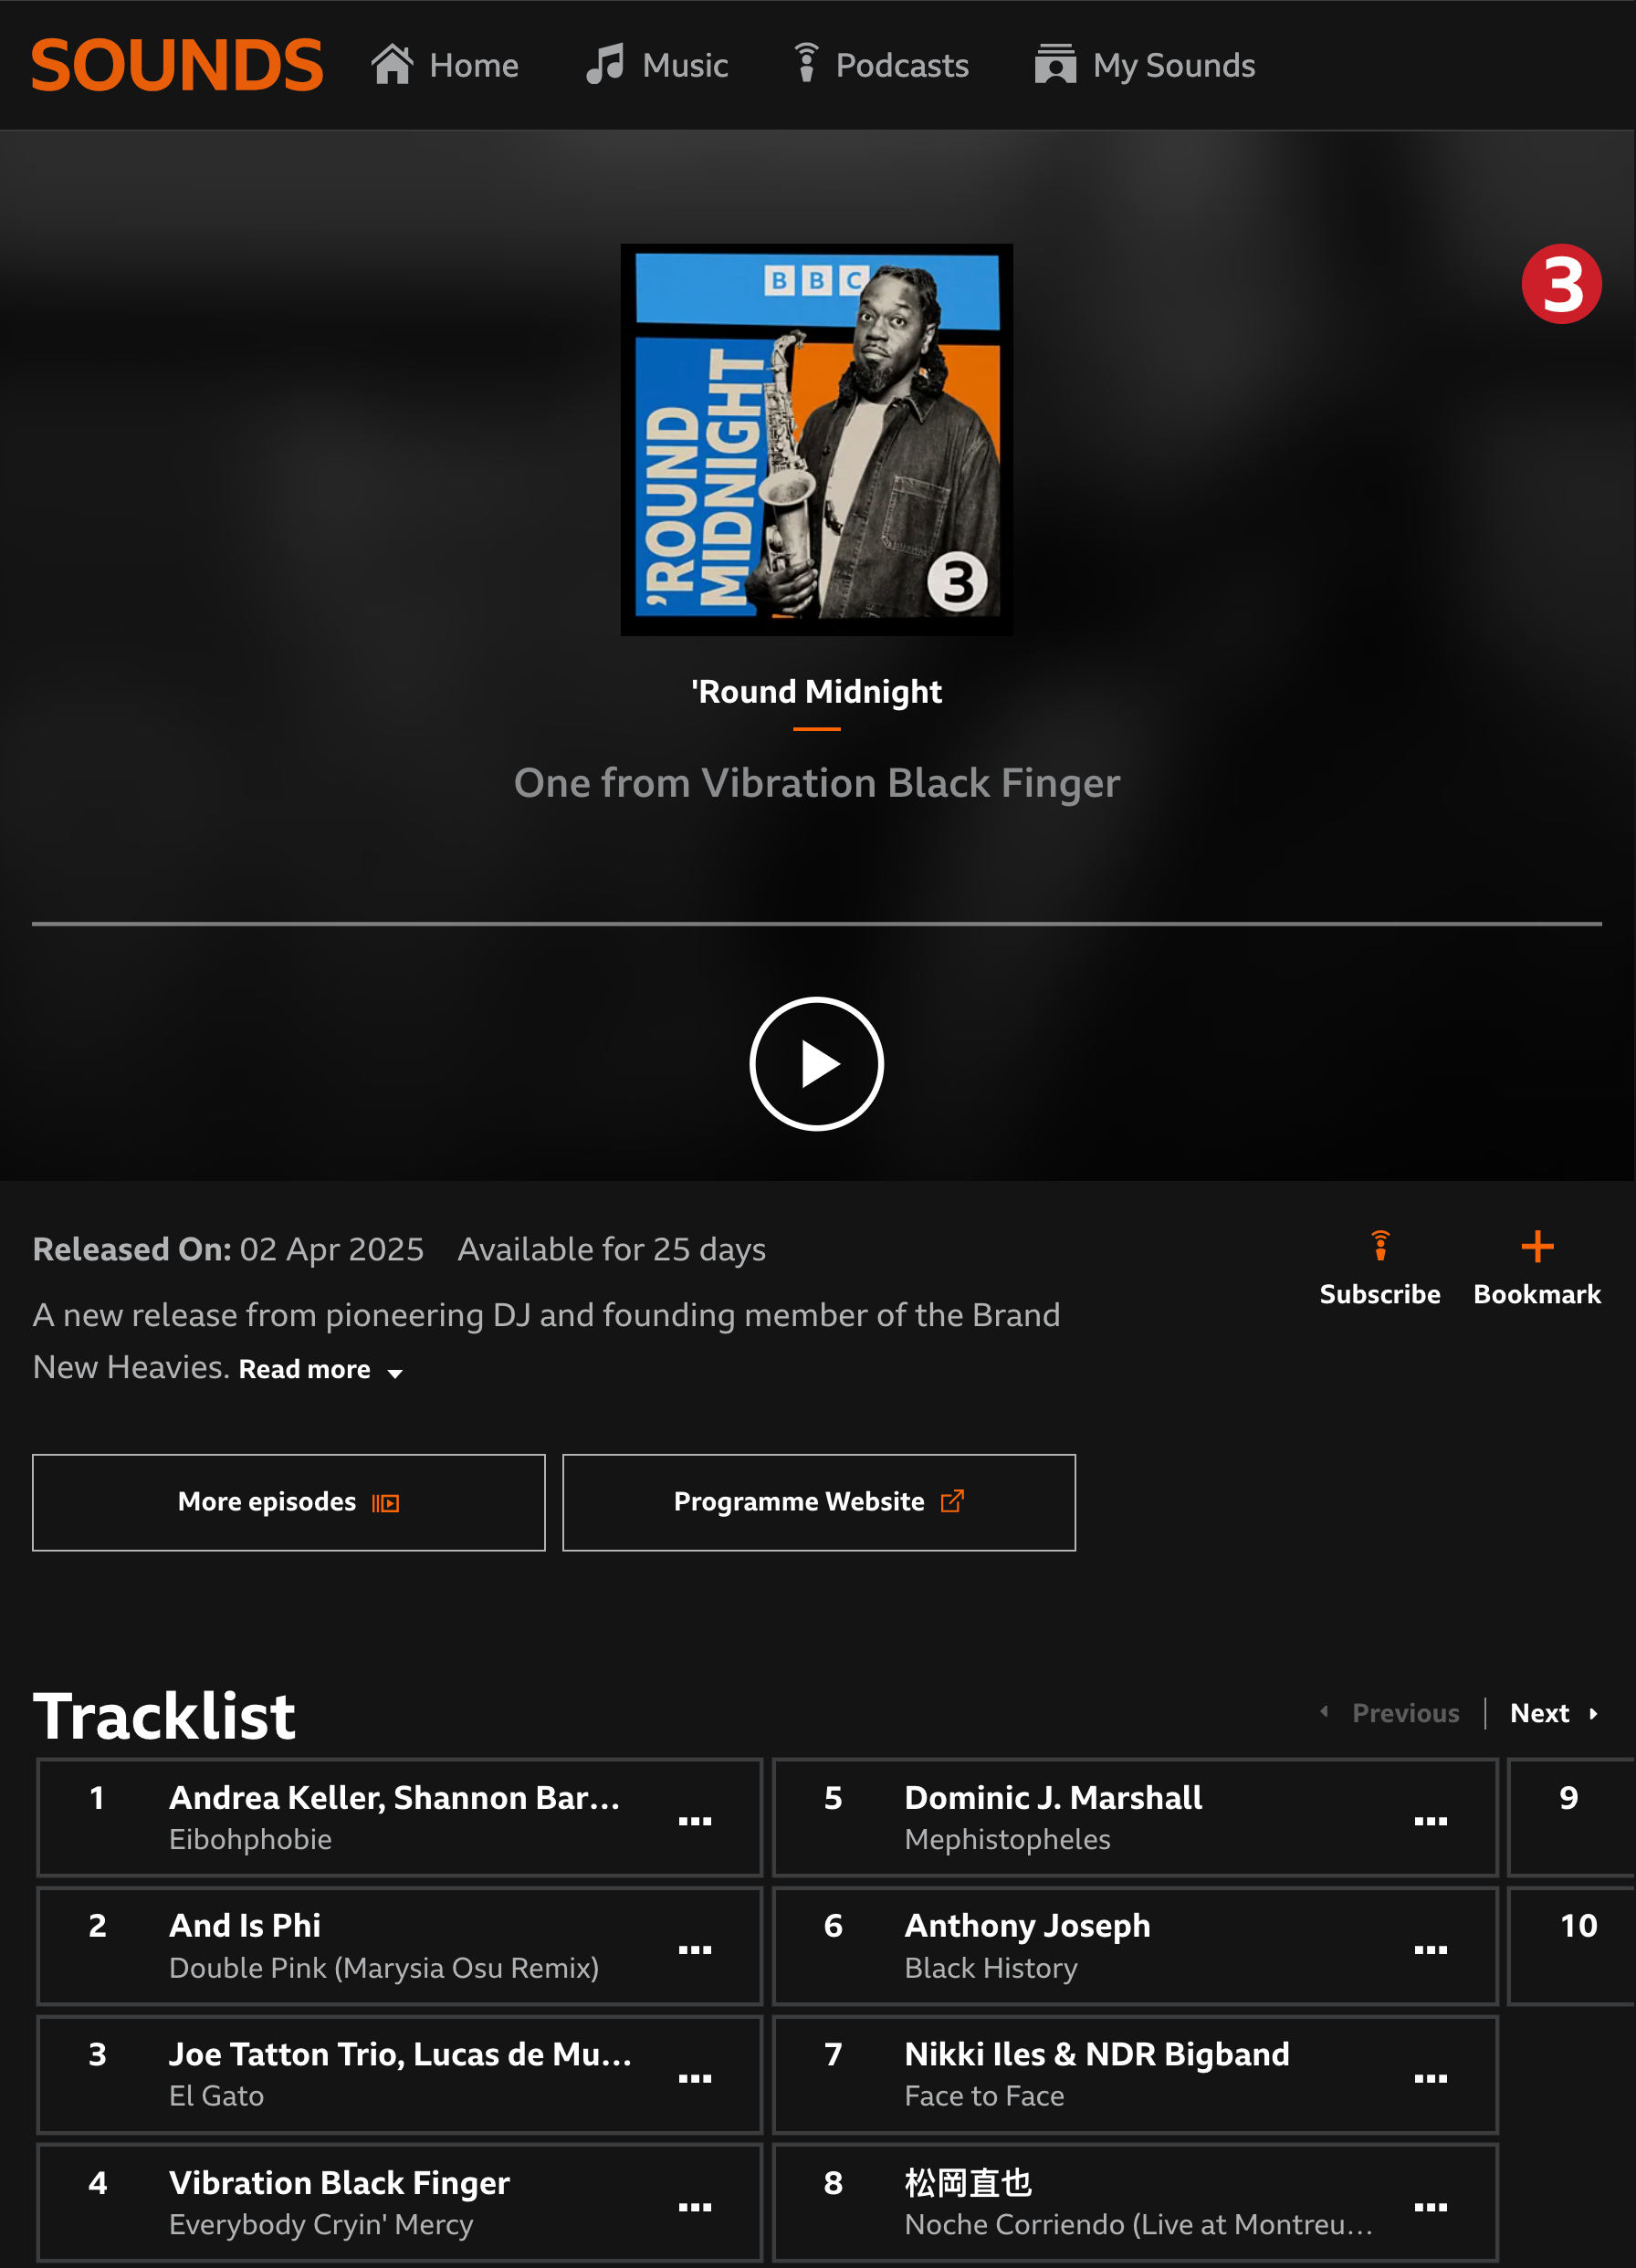 SOUNDS
Home
Music
Podcasts
My Sounds
BBC
'ROUND
MIDNIGHT
3
3
'Round Midnight
One from Vibration Black Finger
Released On: 02 Apr 2025 Available for 25 days
A new release from pioneering DJ and founding member of the Brand
New Heavies. Read more
Subscribe
Bookmark
More episodes
Programme Website
Tracklist
Previous
Next
1
Andrea Keller, Shannon Bar...
Eibohphobie
2
And Is Phi
Double Pink (Marysia Osu Remix)
3
Joe Tatton Trio, Lucas de Mu...
El Gato
4
Vibration Black Finger
Everybody Cryin' Mercy
5
Dominic J. Marshall
Mephistopheles
6
Anthony Joseph
Black History
7
Nikki Iles & NDR Bigband
Face to Face
8
松岡直也
Noche Corriendo (Live at Montreu...
9
10